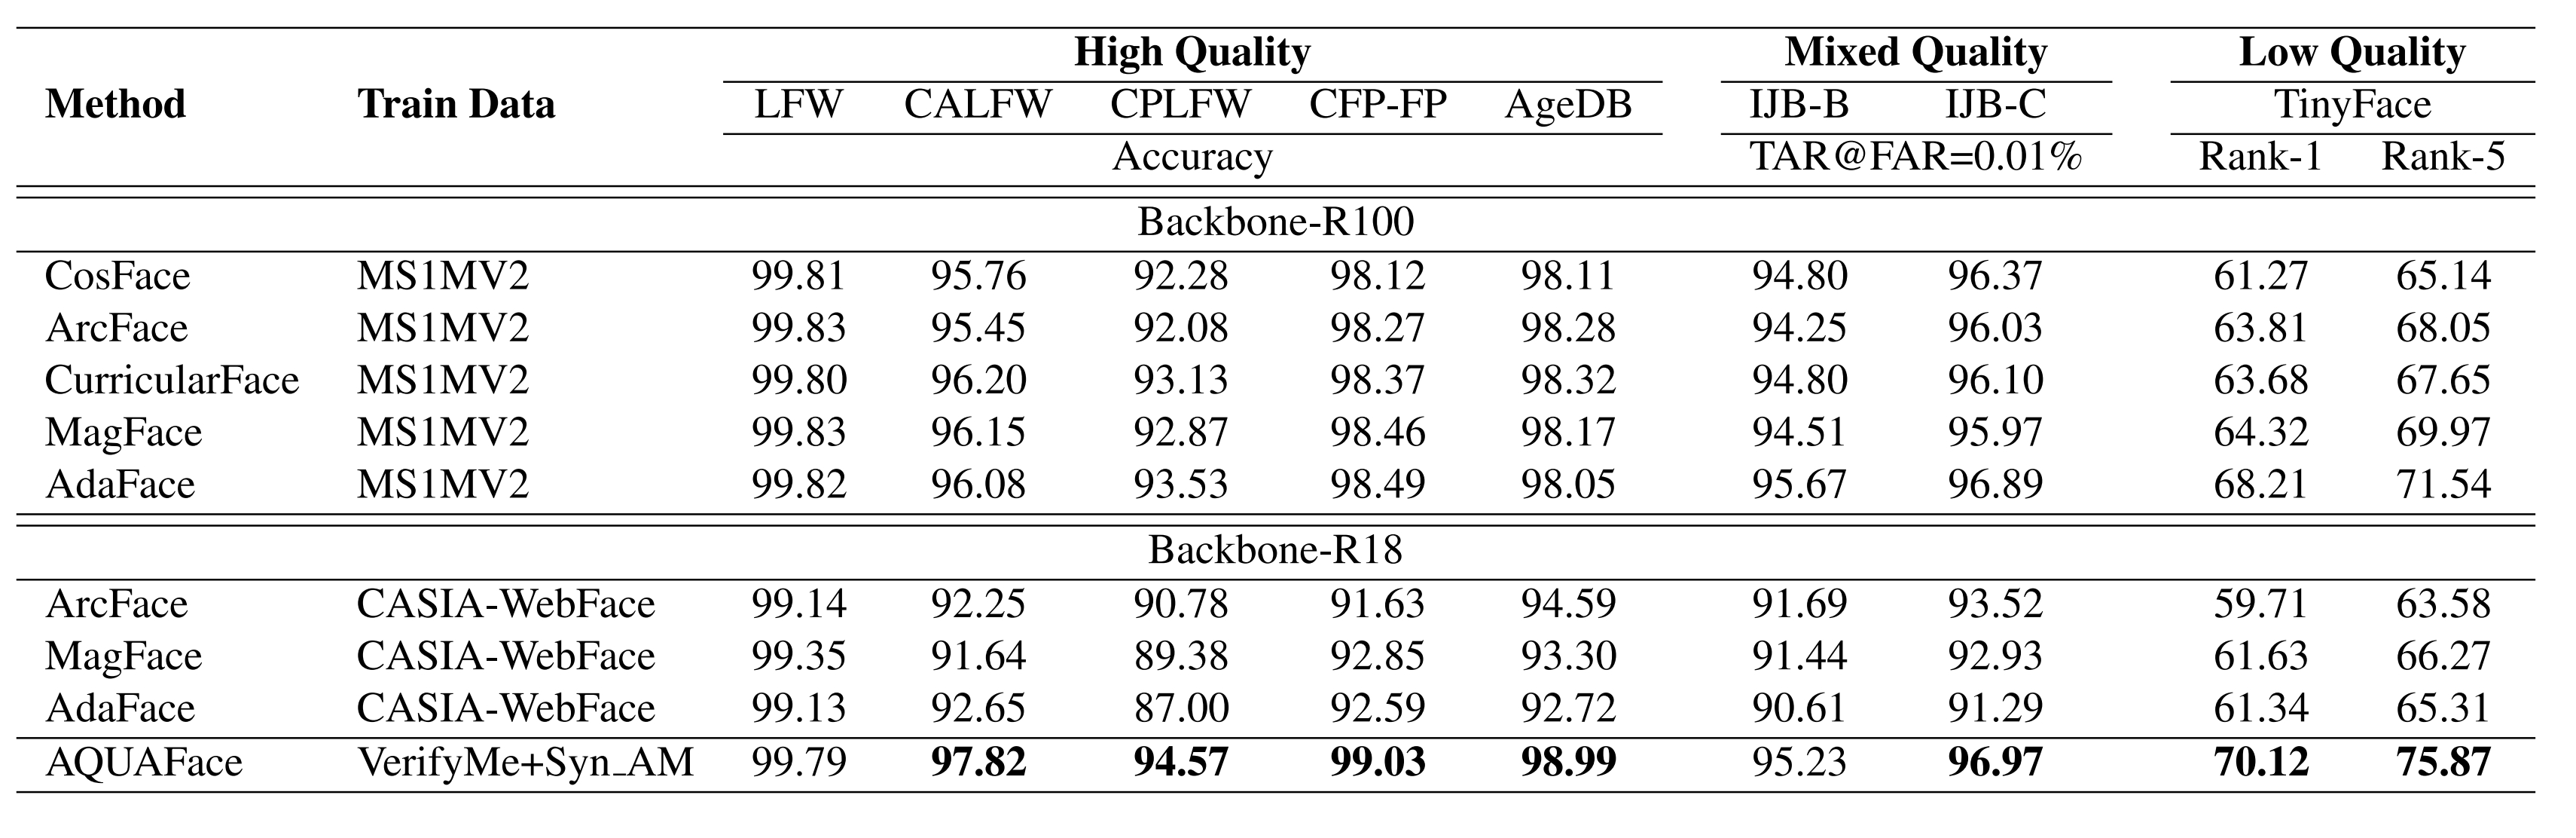 High Quality Mixed Quality Low Quality
Method Train Data LFW CALFW CPLFW CFP-FP AgeDB IJB-B IJB-C TinyFace
Accuracy TAR@FAR=0.01% Rank-1 Rank-5
Backbone-R100
CosFace MS1MV2 99.81 95.76 92.28 98.12 98.11 94.80 96.37 61.27 65.14
ArcFace MS1MV2 99.83 95.45 92.08 98.27 98.28 94.25 96.03 63.81 68.05
CurricularFace MS1MV2 99.80 96.20 93.13 98.37 98.32 94.80 96.10 63.68 67.65
MagFace MS1MV2 99.83 96.15 92.87 98.46 98.17 94.51 95.97 64.32 69.97
AdaFace MS1MV2 99.82 96.08 93.53 98.49 98.05 95.67 96.89 68.21 71.54
Backbone-R18
ArcFace CASIA-WebFace 99.14 92.25 90.78 91.63 94.59 91.69 93.52 59.71 63.58
MagFace CASIA-WebFace 99.35 91.64 89.38 92.85 93.30 91.44 92.93 61.63 66.27
AdaFace CASIA-WebFace 99.13 92.65 87.00 92.59 92.72 90.61 91.29 61.34 65.31
AQUAFace VerifyMe+Syn_AM 99.79 97.82 94.57 99.03 98.99 95.23 96.97 70.12 75.87